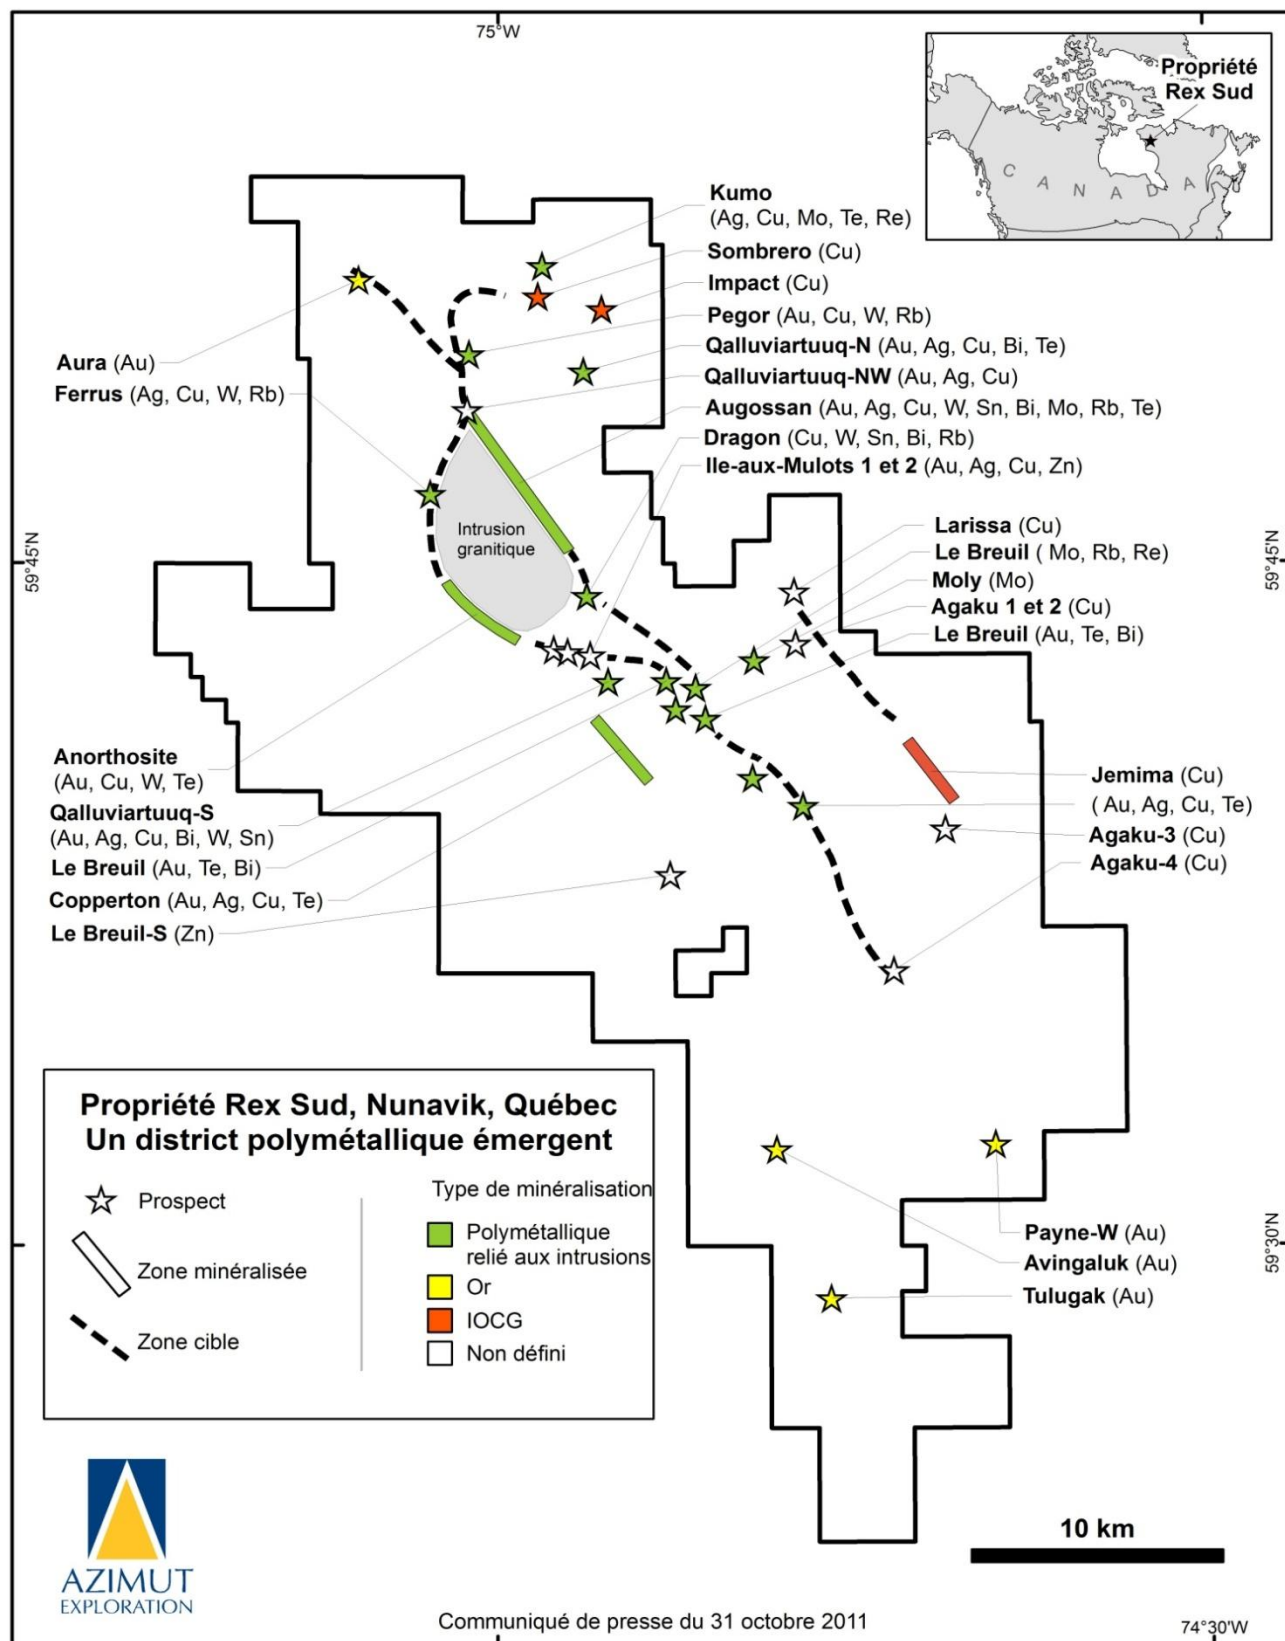 75°W
Propriété
Rex Sud
CANADA
Kumo
(Ag, Cu, Mo, Te, Re)
Sombrero (Cu)
Impact (Cu)
Pegor (Au, Cu, W, Rb)
Qalluviartuuq-N (Au, Ag, Cu, Bi, Te)
Qalluviartuuq-NW (Au, Ag, Cu)
Augossan (Au, Ag, Cu, W, Sn, Bi, Mo, Rb, Te)
Dragon (Cu, W, Sn, Bi, Rb)
Ile-aux-Mulots 1 et 2 (Au, Ag, Cu, Zn)
Aura (Au)
Ferrus (Ag, Cu, W, Rb)
Intrusion
granitique
59°45'N
59°45'N
Larissa (Cu)
Le Breuil ( Mo, Rb, Re)
Moly (Mo)
Agaku 1 et 2 (Cu)
Le Breuil (Au, Te, Bi)
Anorthosite
(Au, Cu, W, Te)
Qalluviartuuq-S
(Au, Ag, Cu, Bi, W, Sn)
Le Breuil (Au, Te, Bi)
Copperton (Au, Ag, Cu, Te)
Le Breuil-S (Zn)
Jemima (Cu)
( Au, Ag, Cu, Te)
Agaku-3 (Cu)
Agaku-4 (Cu)
Propriété Rex Sud, Nunavik, Québec
Un district polymétallique émergent
Prospect
Zone minéralisée
Zone cible
Type de minéralisation
Polymétallique
relié aux intrusions
Or
IOCG
Non défini
Payne-W (Au)
Avingaluk (Au)
Tulugak (Au)
59°30'N
10 km
AZIMUT
EXPLORATION
Communiqué de presse du 31 octobre 2011
74°30'W